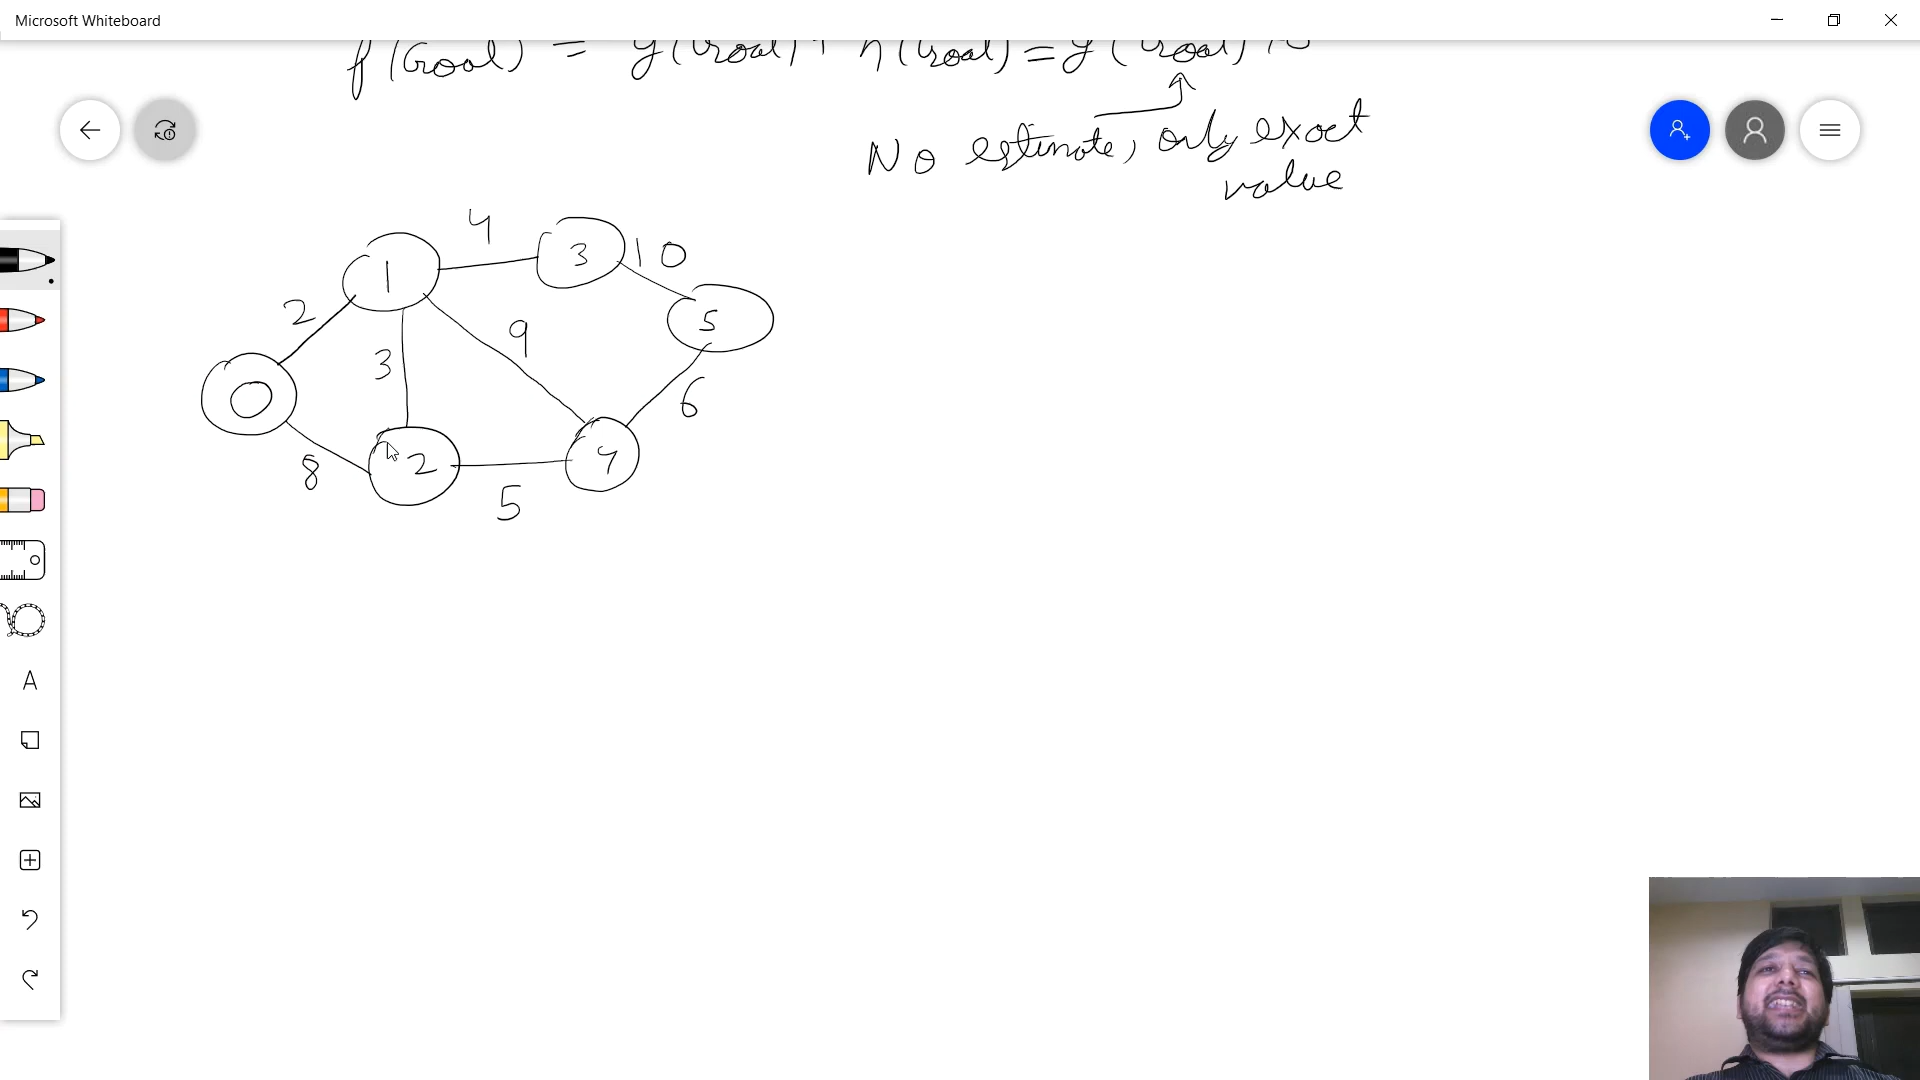 Microsoft Whiteboard
f(Goal) = g(Goal) + h(Goal) = g(Goal) + 0
No estimate, only exact
value
4
1
3
10
2
3
9
5
0
6
8
2
4
5
A